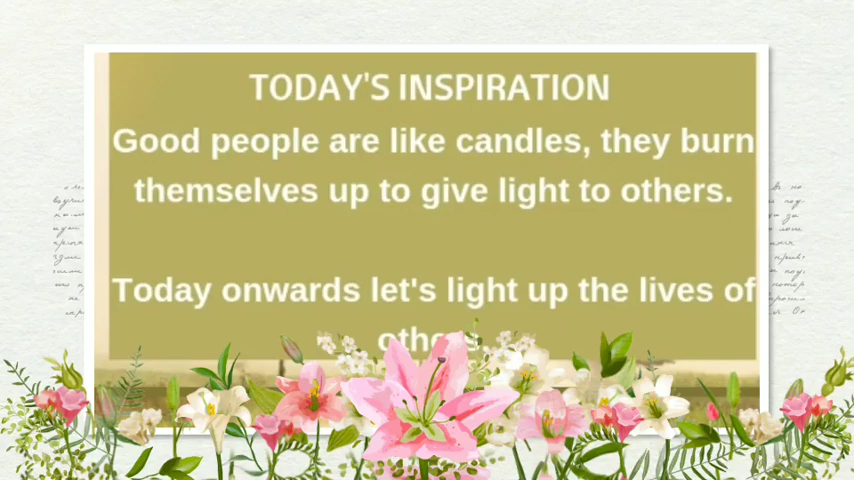 TODAY'S INSPIRATION
Good people are like candles, they burn
themselves up to give light to others.
Today onwards let's light up the lives of
others.